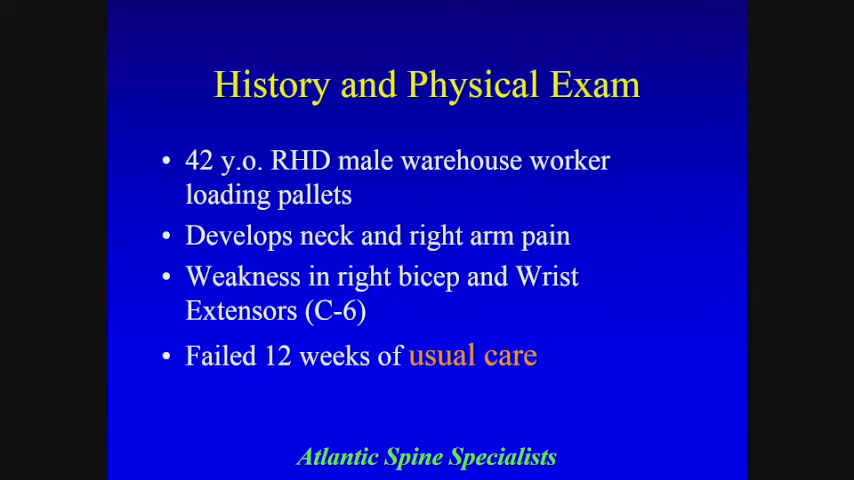 History and Physical Exam
• 42 y.o. RHD male warehouse worker
loading pallets
• Develops neck and right arm pain
• Weakness in right bicep and Wrist
Extensors (C-6)
• Failed 12 weeks of usual care
Atlantic Spine Specialists